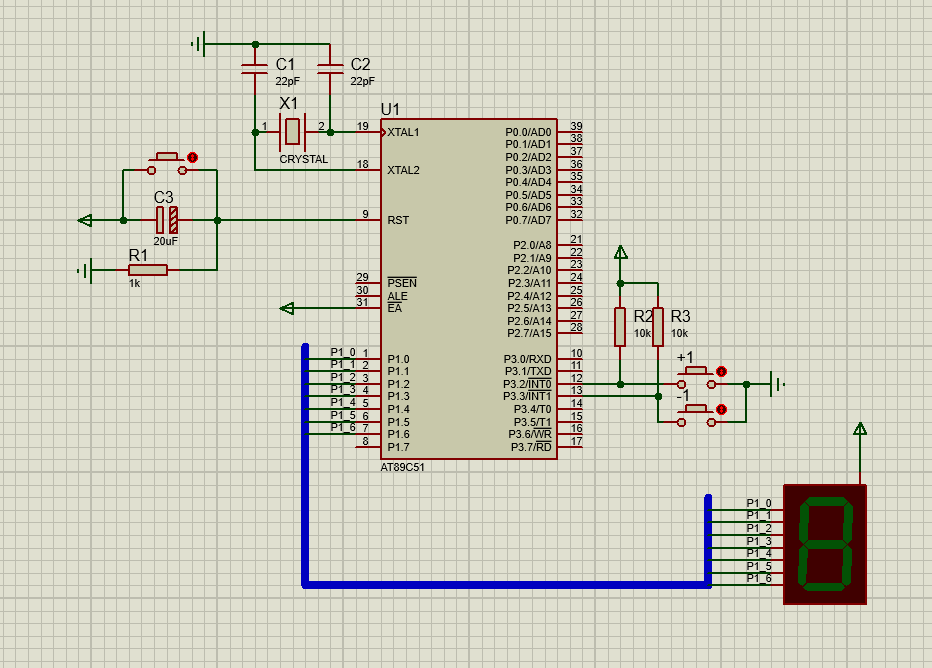 C1
22pF
C2
22pF
X1
1
2
CRYSTAL
C3
20uF
R1
1k
U1
19
XTAL1
18
XTAL2
9
RST
29
PSEN
30
ALE
31
EA
P1_0 1 P1.0
P1_1 2 P1.1
P1_2 3 P1.2
P1_3 4 P1.3
P1_4 5 P1.4
P1_5 6 P1.5
P1_6 7 P1.6
8 P1.7
P0.0/AD0 39
P0.1/AD1 38
P0.2/AD2 37
P0.3/AD3 36
P0.4/AD4 35
P0.5/AD5 34
P0.6/AD6 33
P0.7/AD7 32
P2.0/A8 21
P2.1/A9 22
P2.2/A10 23
P2.3/A11 24
P2.4/A12 25
P2.5/A13 26
P2.6/A14 27
P2.7/A15 28
P3.0/RXD 10
P3.1/TXD 11
P3.2/INT0 12
P3.3/INT1 13
P3.4/T0 14
P3.5/T1 15
P3.6/WR 16
P3.7/RD 17
AT89C51
R2
10k
R3
10k
+1
-1
P1_0
P1_1
P1_2
P1_3
P1_4
P1_5
P1_6